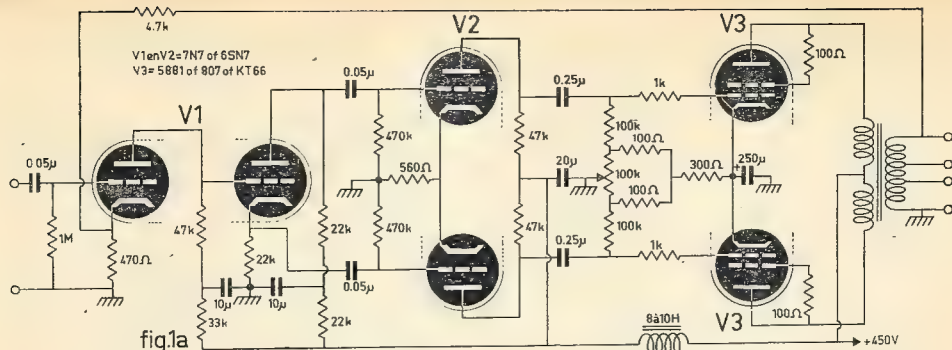 4.7k
V1enV2=7N7 of 6SN7
V3= 5881 of 807 of KT66
V1
V2
V3
0.05µ
1M
470Ω
47k
33k
10µ
10µ
22k
22k
22k
0.05µ
0.05µ
470k
470k
560Ω
47k
47k
0.25µ
0.25µ
20µ
100k
100k
100k
100Ω
100Ω
1k
1k
300Ω
+
250µ
100Ω
100Ω
V3
8à10H
+450V
fig.1a